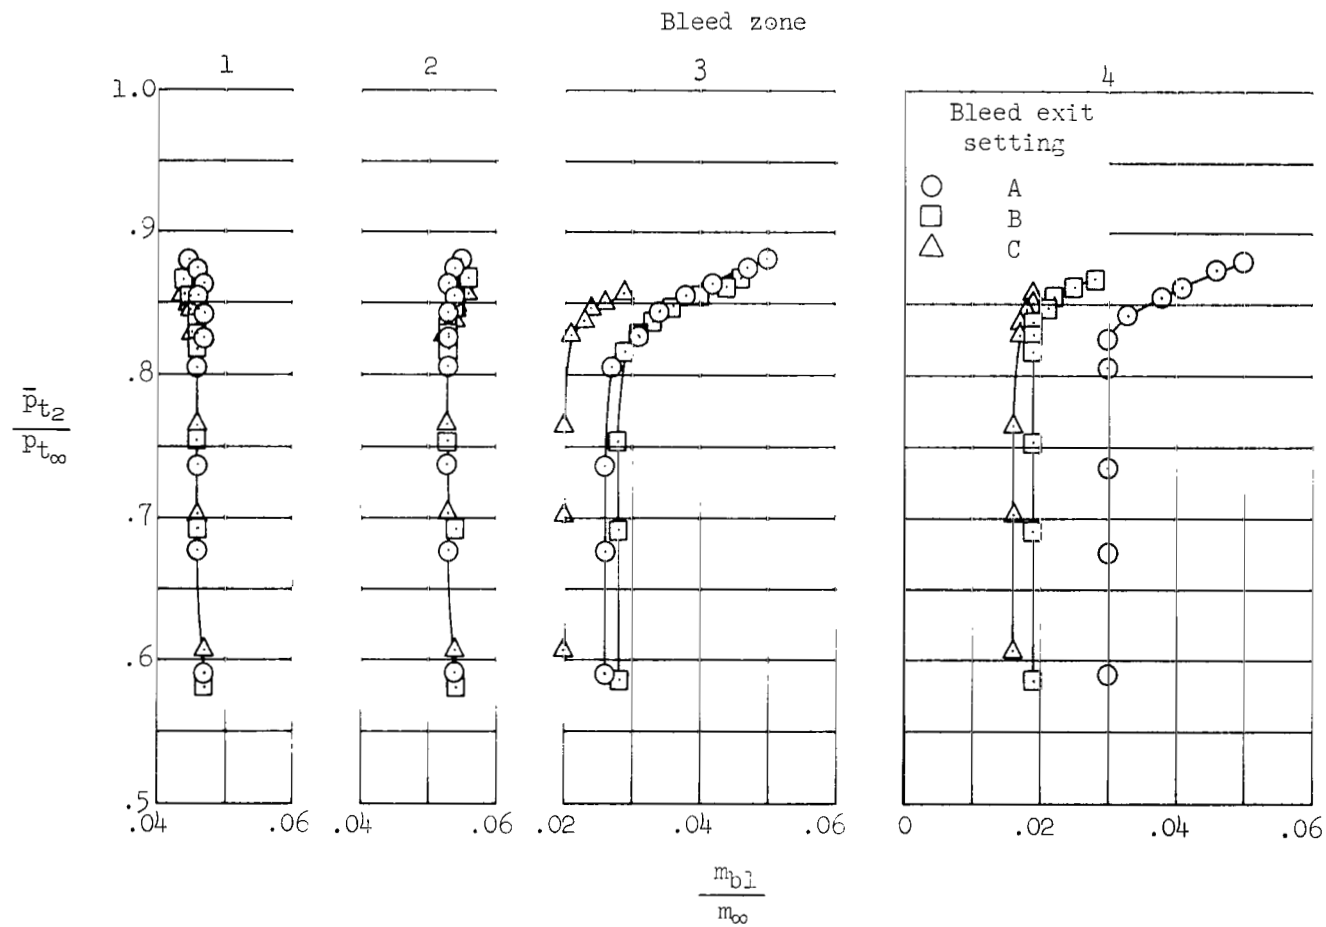 Bleed zone
1 2 3 4
1.0
.9
.8
.7
.6
.5
p̄t2
pt∞
Bleed exit
setting
A
B
C
.04 .06 .04 .06 .02 .04 .06 0 .02 .04 .06
mbl
m∞